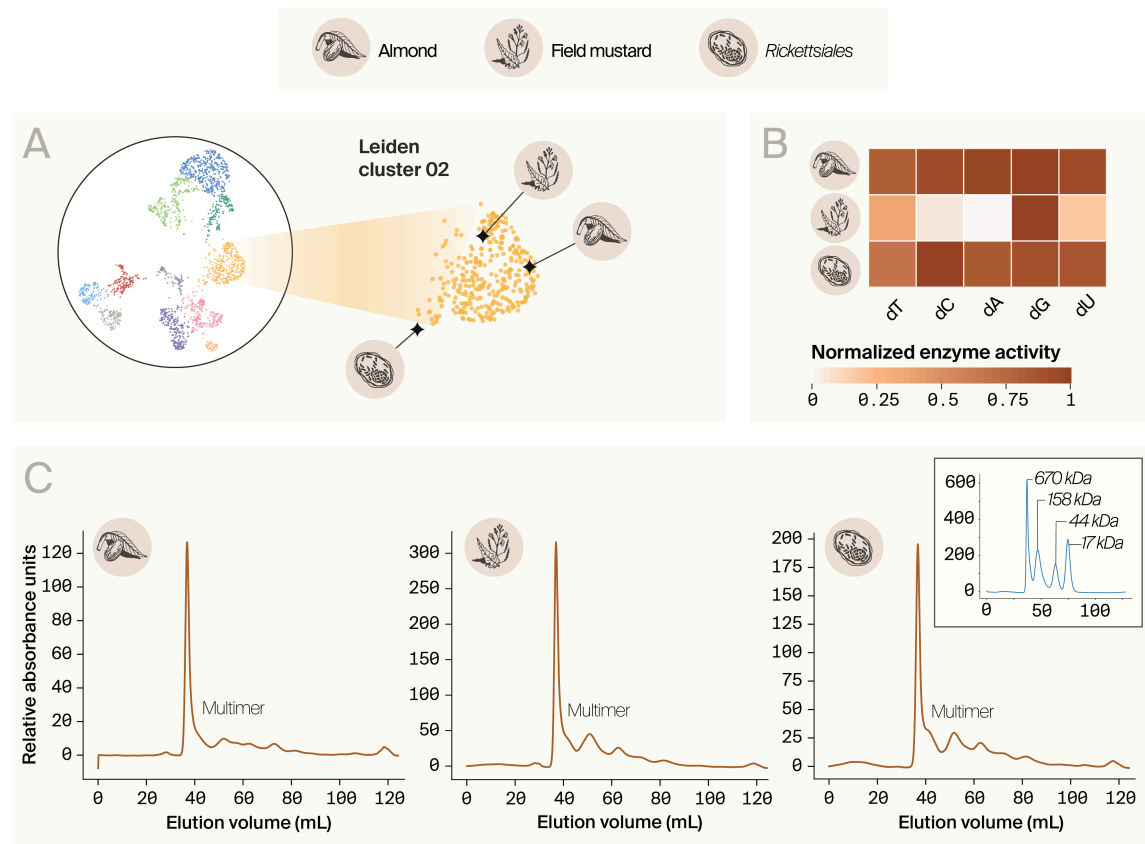 Almond
Field mustard
Rickettsiales
A
Leiden
cluster 02
B
dT
dC
dA
dG
dU
Normalized enzyme activity
0 0.25 0.5 0.75 1
C
Relative absorbance units
120
100
80
60
40
20
0
Multimer
0 20 40 60 80 100 120
Elution volume (mL)
300
250
200
150
100
50
0
Multimer
0 20 40 60 80 100 120
Elution volume (mL)
200
175
150
125
100
75
50
25
0
Multimer
0 20 40 60 80 100 120
Elution volume (mL)
600
400
200
0
670 kDa
158 kDa
44 kDa
17 kDa
0 50 100